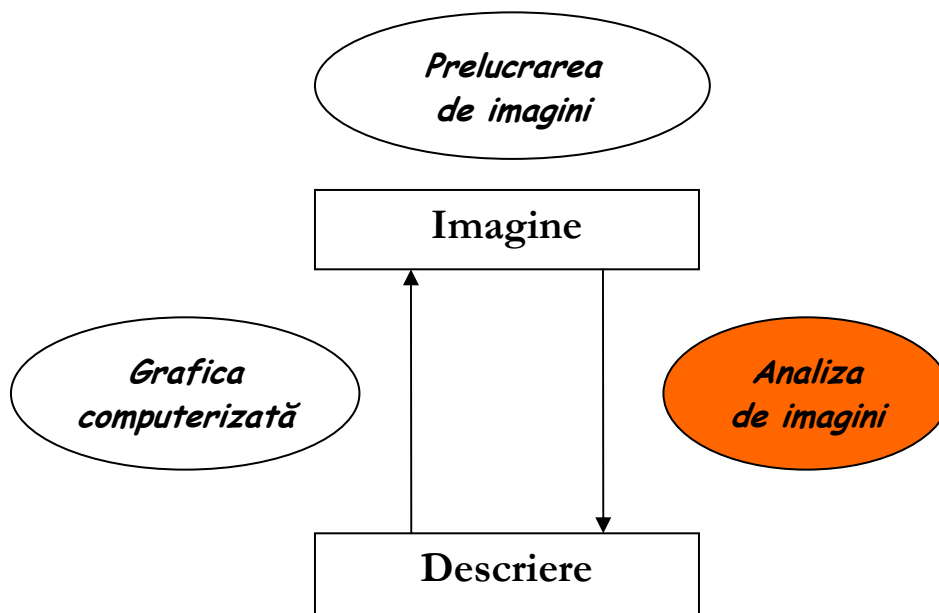 Prelucrarea
de imagini
Imagine
Grafica
computerizată
Analiza
de imagini
Descriere